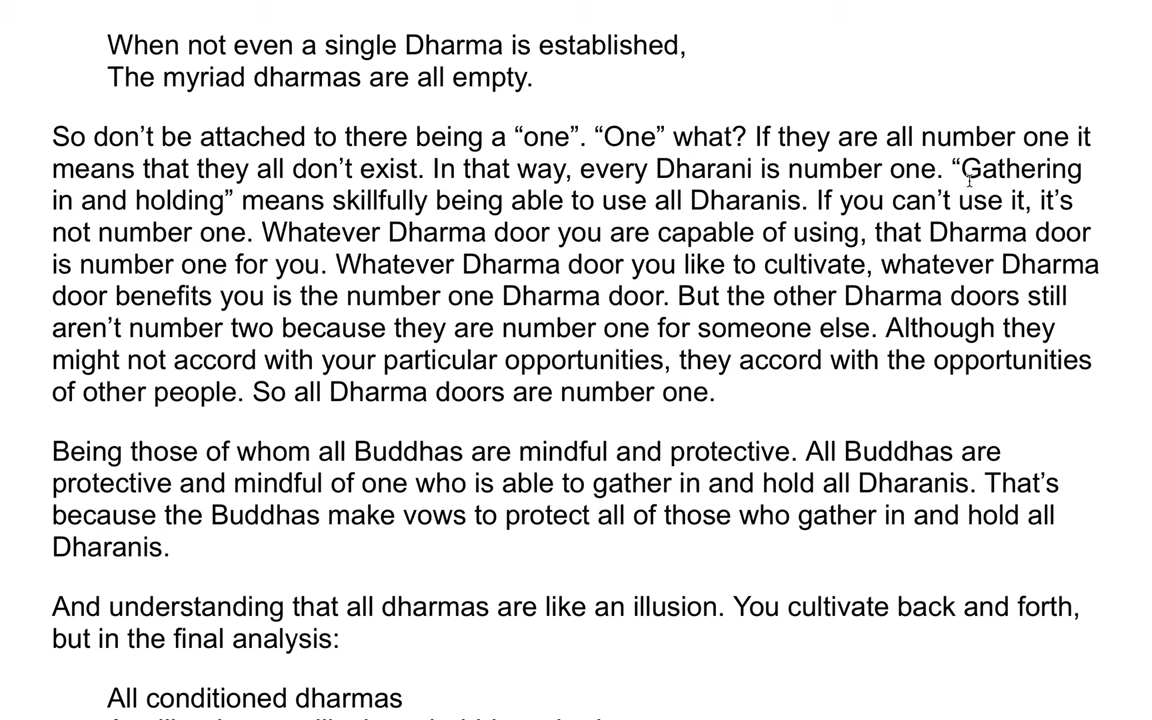 When not even a single Dharma is established,
The myriad dharmas are all empty.
So don’t be attached to there being a “one”. “One” what? If they are all number one it
means that they all don’t exist. In that way, every Dharani is number one. “Gathering
in and holding” means skillfully being able to use all Dharanis. If you can’t use it, it’s
not number one. Whatever Dharma door you are capable of using, that Dharma door
is number one for you. Whatever Dharma door you like to cultivate, whatever Dharma
door benefits you is the number one Dharma door. But the other Dharma doors still
aren’t number two because they are number one for someone else. Although they
might not accord with your particular opportunities, they accord with the opportunities
of other people. So all Dharma doors are number one.
Being those of whom all Buddhas are mindful and protective. All Buddhas are
protective and mindful of one who is able to gather in and hold all Dharanis. That’s
because the Buddhas make vows to protect all of those who gather in and hold all
Dharanis.
And understanding that all dharmas are like an illusion. You cultivate back and forth,
but in the final analysis:
All conditioned dharmas